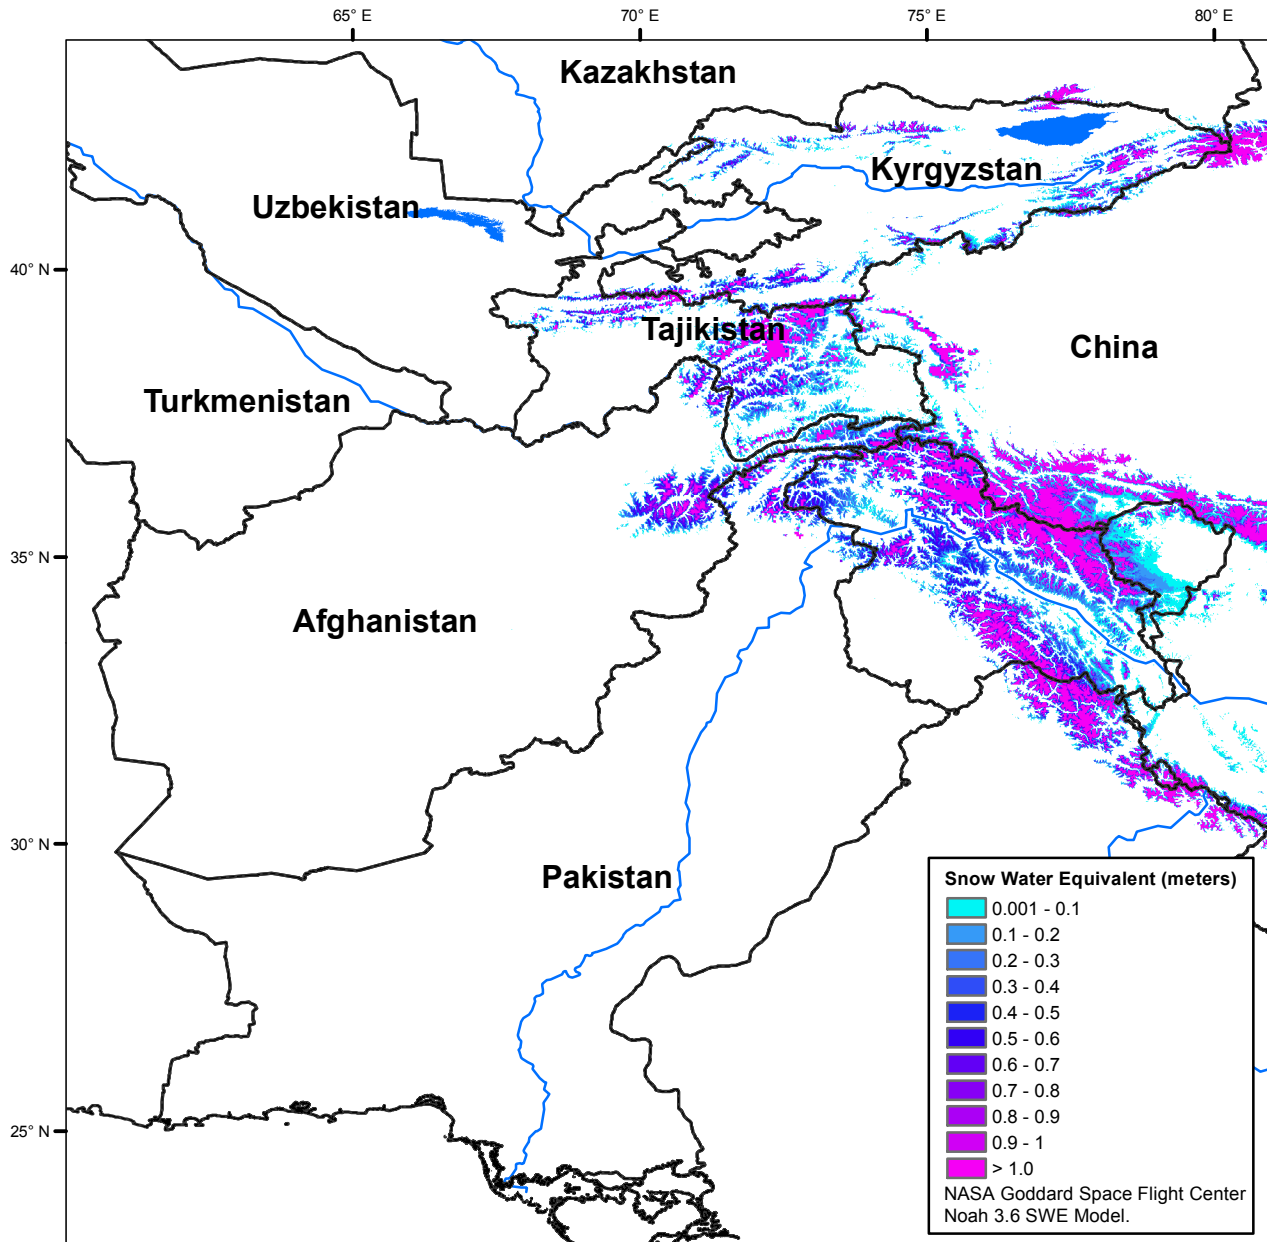 65° E
70° E
75° E
80° E
Kazakhstan
Kyrgyzstan
Uzbekistan
40° N
Tajikistan
China
Turkmenistan
35° N
Afghanistan
30° N
Pakistan
25° N
Snow Water Equivalent (meters)
0.001 - 0.1
0.1 - 0.2
0.2 - 0.3
0.3 - 0.4
0.4 - 0.5
0.5 - 0.6
0.6 - 0.7
0.7 - 0.8
0.8 - 0.9
0.9 - 1
> 1.0
NASA Goddard Space Flight Center
Noah 3.6 SWE Model.